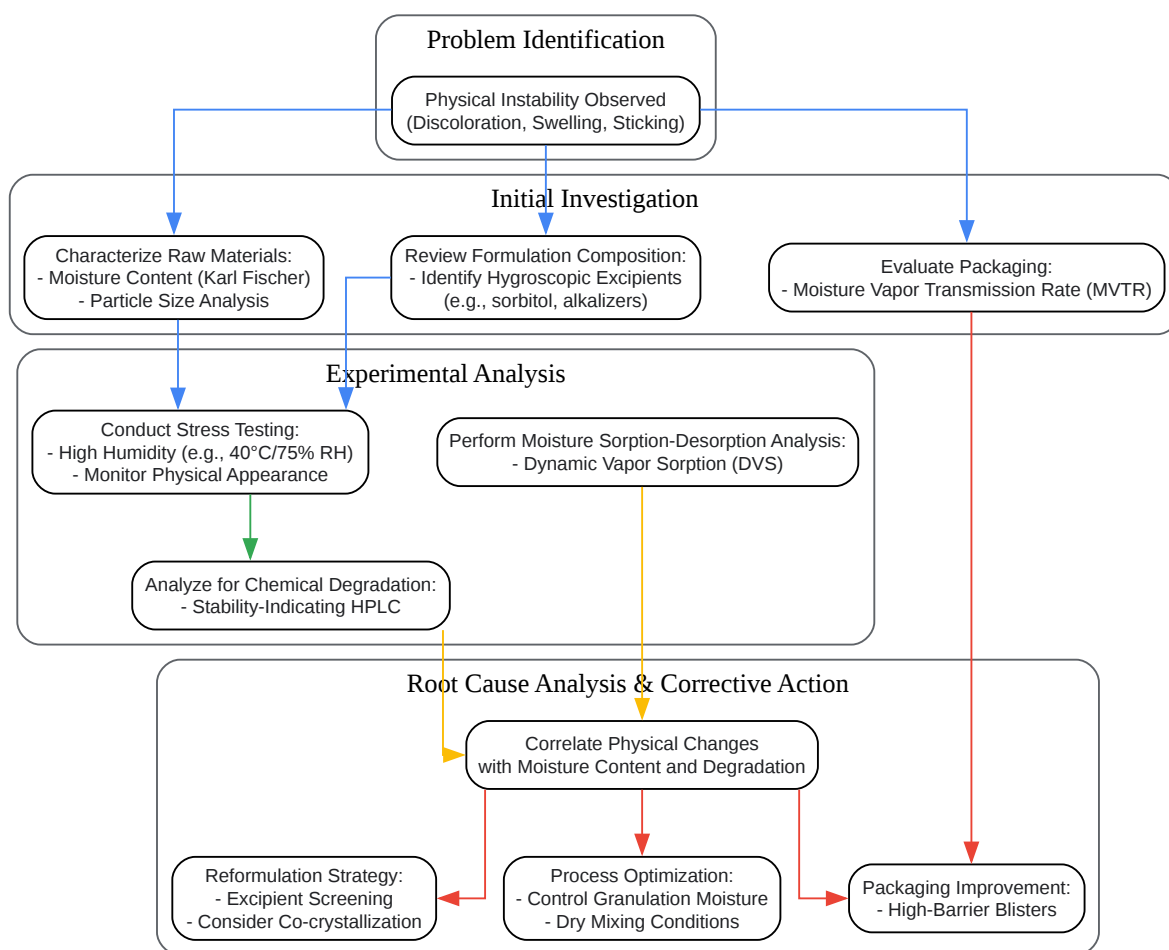 Problem Identification
Physical Instability Observed
(Discoloration, Swelling, Sticking)
Initial Investigation
Characterize Raw Materials:
- Moisture Content (Karl Fischer)
- Particle Size Analysis
Review Formulation Composition:
- Identify Hygroscopic Excipients
(e.g., sorbitol, alkalizers)
Evaluate Packaging:
- Moisture Vapor Transmission Rate (MVTR)
Experimental Analysis
Conduct Stress Testing:
- High Humidity (e.g., 40°C/75% RH)
- Monitor Physical Appearance
Perform Moisture Sorption-Desorption Analysis:
- Dynamic Vapor Sorption (DVS)
Analyze for Chemical Degradation:
- Stability-Indicating HPLC
Root Cause Analysis & Corrective Action
Correlate Physical Changes
with Moisture Content and Degradation
Reformulation Strategy:
- Excipient Screening
- Consider Co-crystallization
Process Optimization:
- Control Granulation Moisture
- Dry Mixing Conditions
Packaging Improvement:
- High-Barrier Blisters